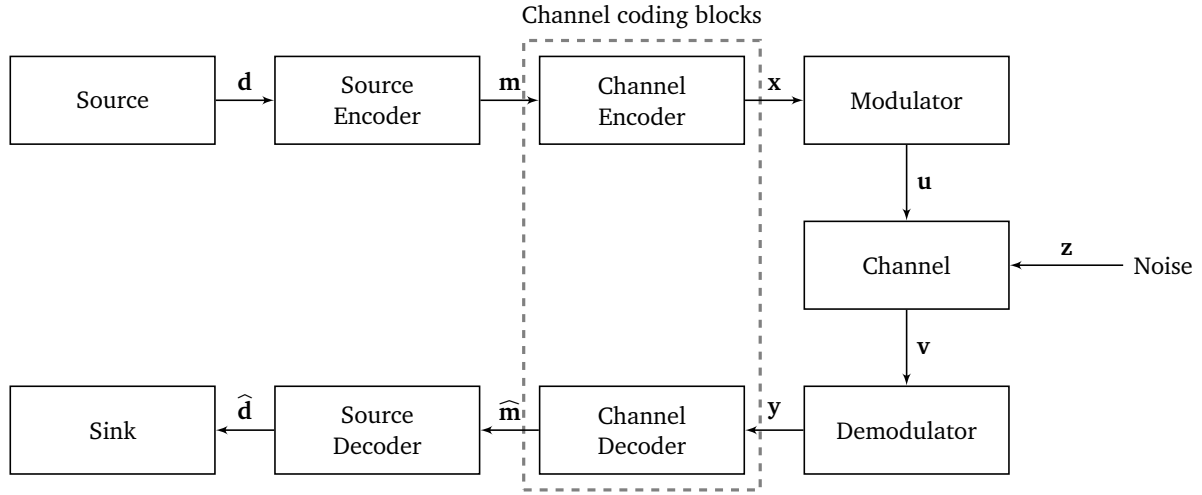 Channel coding blocks
Source
d
Source
Encoder
m
Channel
Encoder
x
Modulator
u
Channel
z
Noise
v
Sink
d̂
Source
Decoder
m̂
Channel
Decoder
y
Demodulator